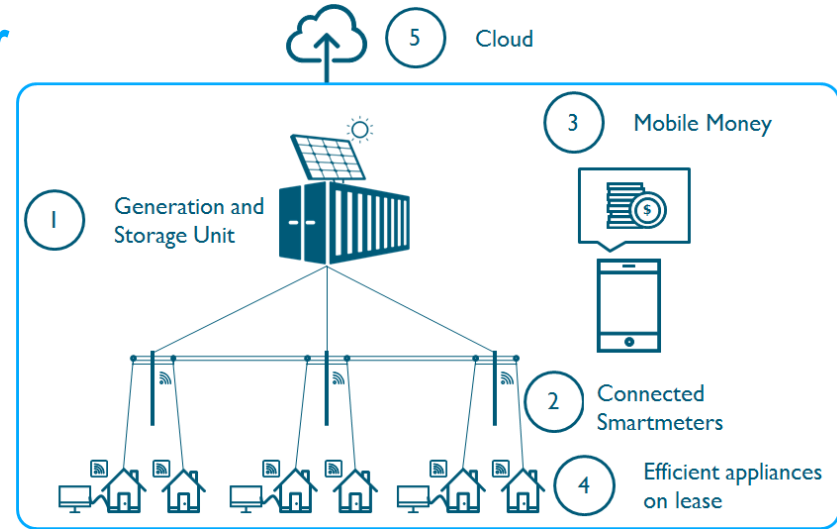 5
Cloud
3
Mobile Money
$
1
Generation and
Storage Unit
2
Connected
Smartmeters
4
Efficient appliances
on lease